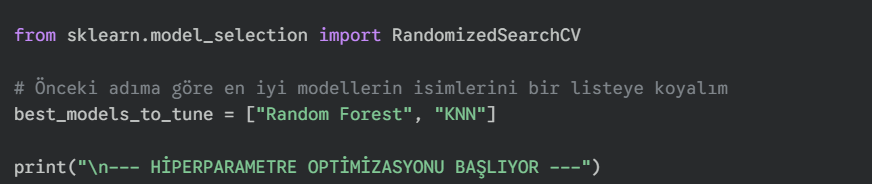 from sklearn.model_selection import RandomizedSearchCV
# Önceki adıma göre en iyi modellerin isimlerini bir listeye koyalım
best_models_to_tune = ["Random Forest", "KNN"]
print("\n--- HİPERPARAMETRE OPTİMİZASYONU BAŞLIYOR ---")